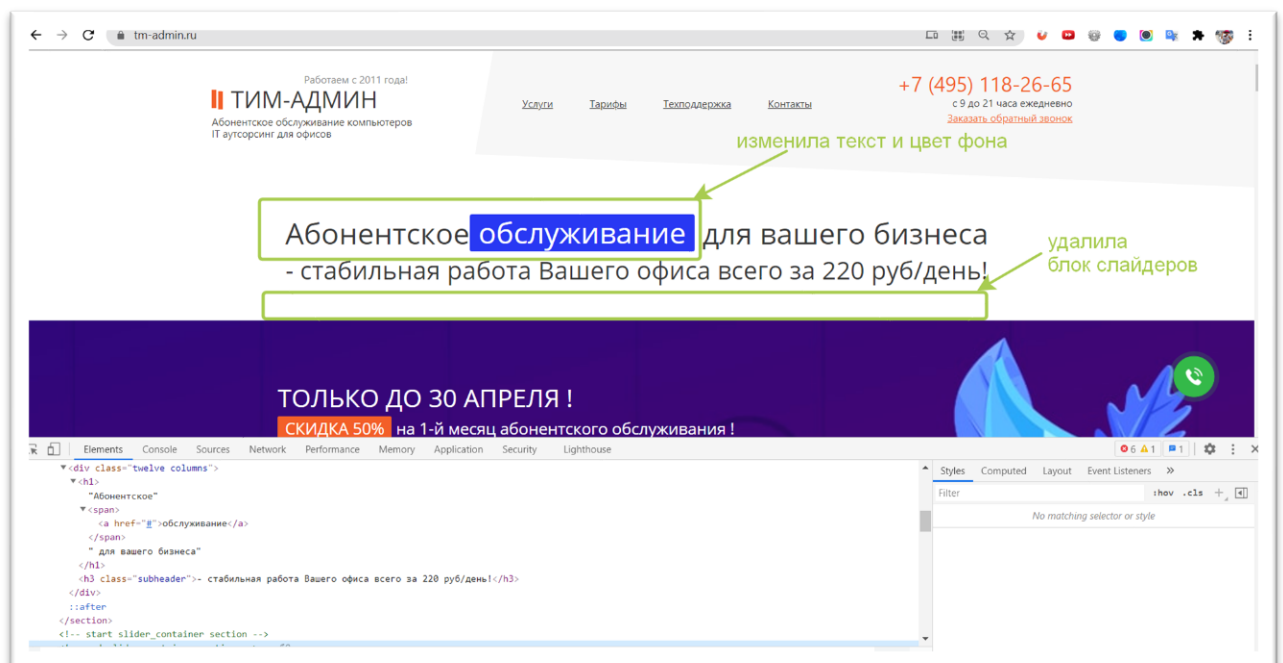 tm-admin.ru
Работаем с 2011 года!
ТИМ-АДМИН
Абонентское обслуживание компьютеров
IT аутсорсинг для офисов
Услуги Тарифы Техподдержка Контакты
+7 (495) 118-26-65
с 9 до 21 часа ежедневно
Заказать обратный звонок
изменила текст и цвет фона
Абонентское обслуживание для вашего бизнеса
- стабильная работа Вашего офиса всего за 220 руб/день!
удалила
блок слайдеров
ТОЛЬКО ДО 30 АПРЕЛЯ !
СКИДКА 50% на 1-й месяц абонентского обслуживания !
Elements Console Sources Network Performance Memory Application Security Lighthouse 6 1 1
<div class="twelve columns">
<h1>
"Абонентское"
<span>
<a href="#">обслуживание</a>
</span>
" для вашего бизнеса"
</h1>
<h3 class="subheader">- стабильная работа Вашего офиса всего за 220 руб/день!</h3>
</div>
::after
</section>
<!-- start slider_container section -->
Styles Computed Layout Event Listeners »
Filter :hov .cls +
No matching selector or style